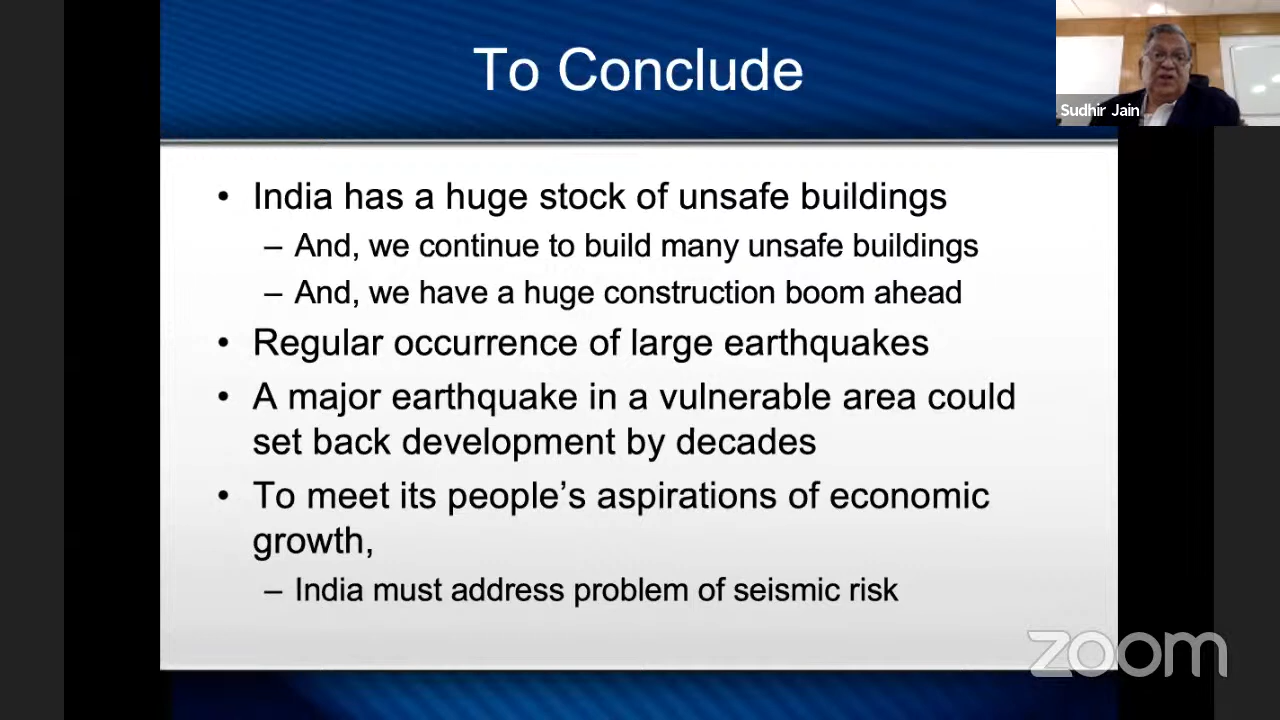 To Conclude
Sudhir Jain
• India has a huge stock of unsafe buildings
– And, we continue to build many unsafe buildings
– And, we have a huge construction boom ahead
• Regular occurrence of large earthquakes
• A major earthquake in a vulnerable area could
set back development by decades
• To meet its people’s aspirations of economic
growth,
– India must address problem of seismic risk
zoom